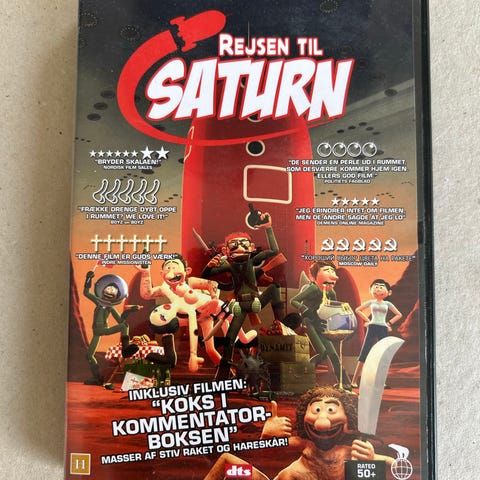 REJSEN TIL
SATURN
"BRYDER SKALAEN!"
NORDISK FILM SALES
"DE SENDER EN PERLE UD I RUMMET,
SOM DESVÆRRE KOMMER HJEM IGEN.
ELLERS GOD FILM."
POLITIETS FAGBLAD
"FRÆKKE DRENGE DYBT OPPE
I RUMMET? WE LOVE IT!"
BOYZ – BOYZ
"JEG ERINDRER INTET OM FILMEN,
MEN DE ANDRE SAGDE AT JEG LO"
DEMENS ONLINE MAGAZINE
"DENNE FILM ER GUDS VÆRK!"
INDRE MISSIONISTEN
MOSCOW DAILY
DYNAMIT
INKLUSIV FILMEN:
"KOKS I
KOMMENTATOR-
BOKSEN"
MASSER AF STIV RAKET OG HARESKÅR!
11
dts
RATED
50+